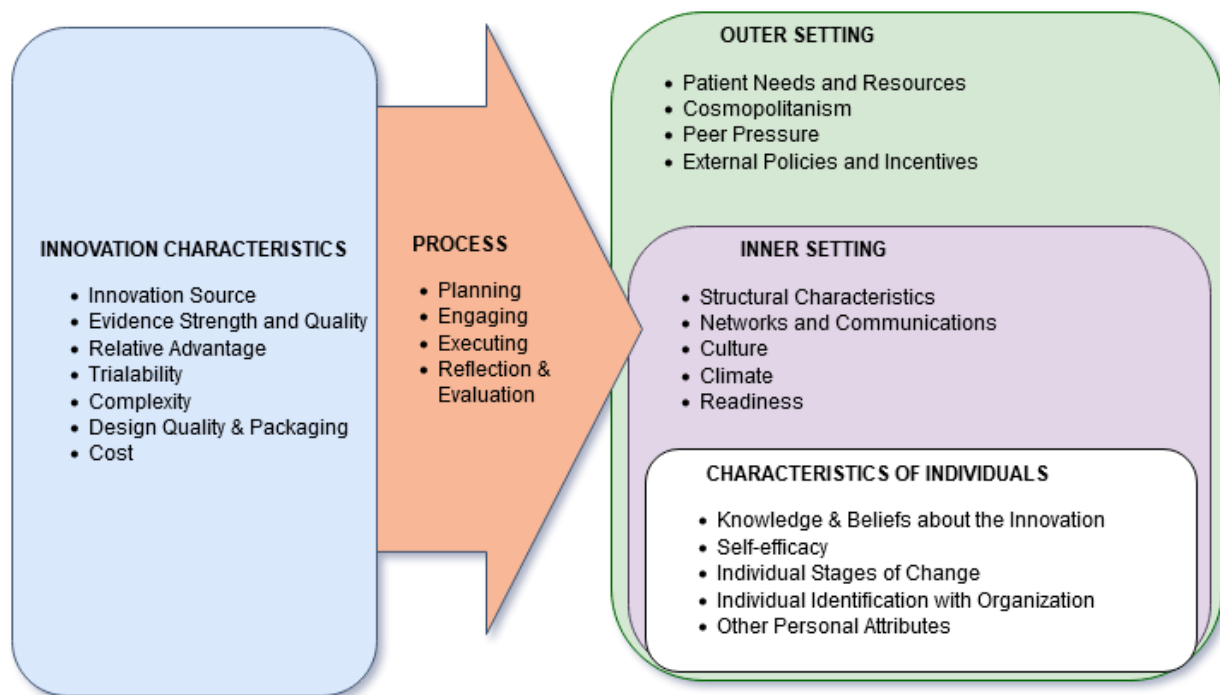 INNOVATION CHARACTERISTICS
• Innovation Source
• Evidence Strength and Quality
• Relative Advantage
• Trialability
• Complexity
• Design Quality & Packaging
• Cost
PROCESS
• Planning
• Engaging
• Executing
• Reflection &
Evaluation
OUTER SETTING
• Patient Needs and Resources
• Cosmopolitanism
• Peer Pressure
• External Policies and Incentives
INNER SETTING
• Structural Characteristics
• Networks and Communications
• Culture
• Climate
• Readiness
CHARACTERISTICS OF INDIVIDUALS
• Knowledge & Beliefs about the Innovation
• Self-efficacy
• Individual Stages of Change
• Individual Identification with Organization
• Other Personal Attributes